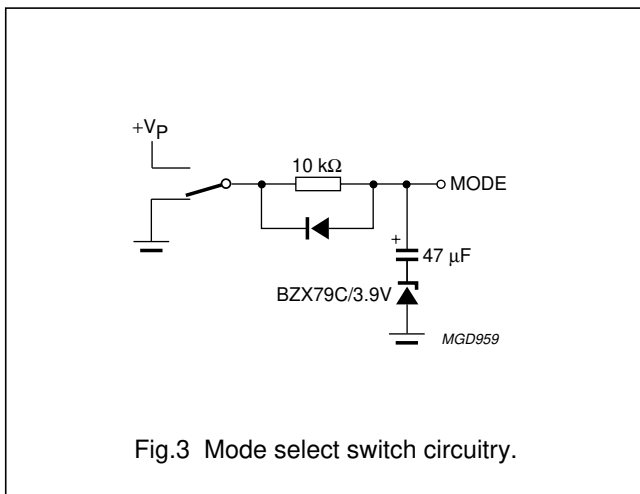 +VP
10 kΩ
MODE
+
47 µF
BZX79C/3.9V
MGD959
Fig.3 Mode select switch circuitry.